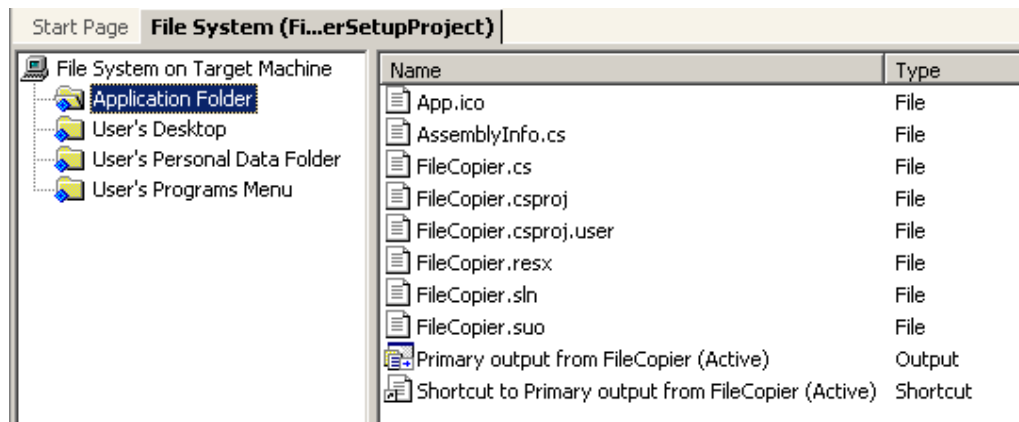 Start Page File System (Fi...erSetupProject)
File System on Target Machine
Application Folder
User's Desktop
User's Personal Data Folder
User's Programs Menu
Name Type
App.ico File
AssemblyInfo.cs File
FileCopier.cs File
FileCopier.csproj File
FileCopier.csproj.user File
FileCopier.resx File
FileCopier.sln File
FileCopier.suo File
Primary output from FileCopier (Active) Output
Shortcut to Primary output from FileCopier (Active) Shortcut